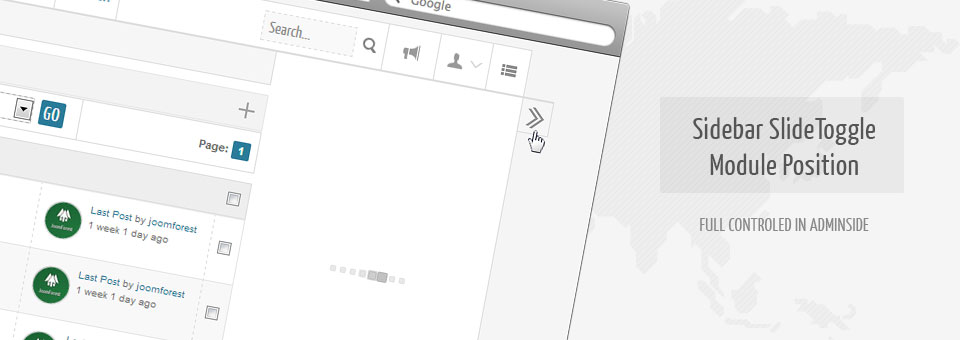 Google
Search...
GO
Page: 1
Last Post by joomforest
1 week 1 day ago
Last Post by joomforest
1 week 1 day ago
Sidebar SlideToggle
Module Position
FULL CONTROLED IN ADMINSIDE